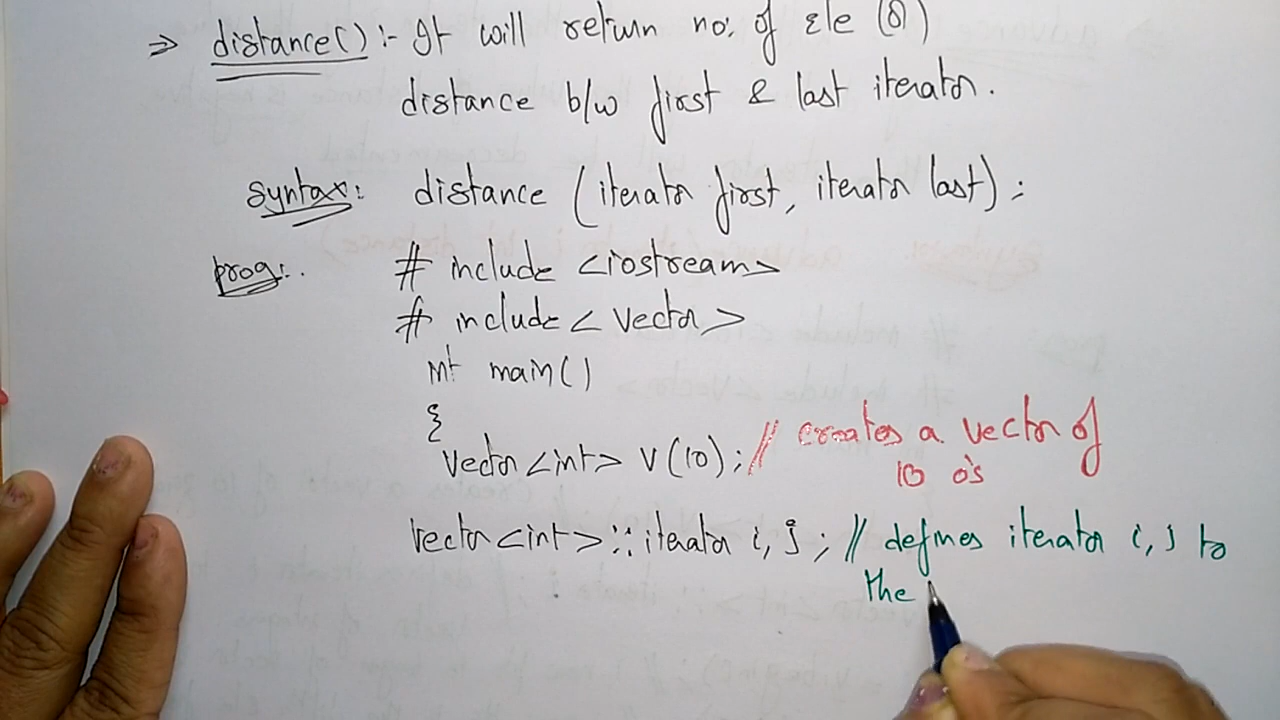 ⇒ distance() :- It will return no. of ele (or)
distance b/w first & last iterator.
syntax: distance (iterator first, iterator last);
prog:. # include <iostream>
# include < vector >
int main()
{
vector <int> v(10); // creates a vector of
10 0's
vector <int> :: iterator i, j ; // defines iterator i, j to
the